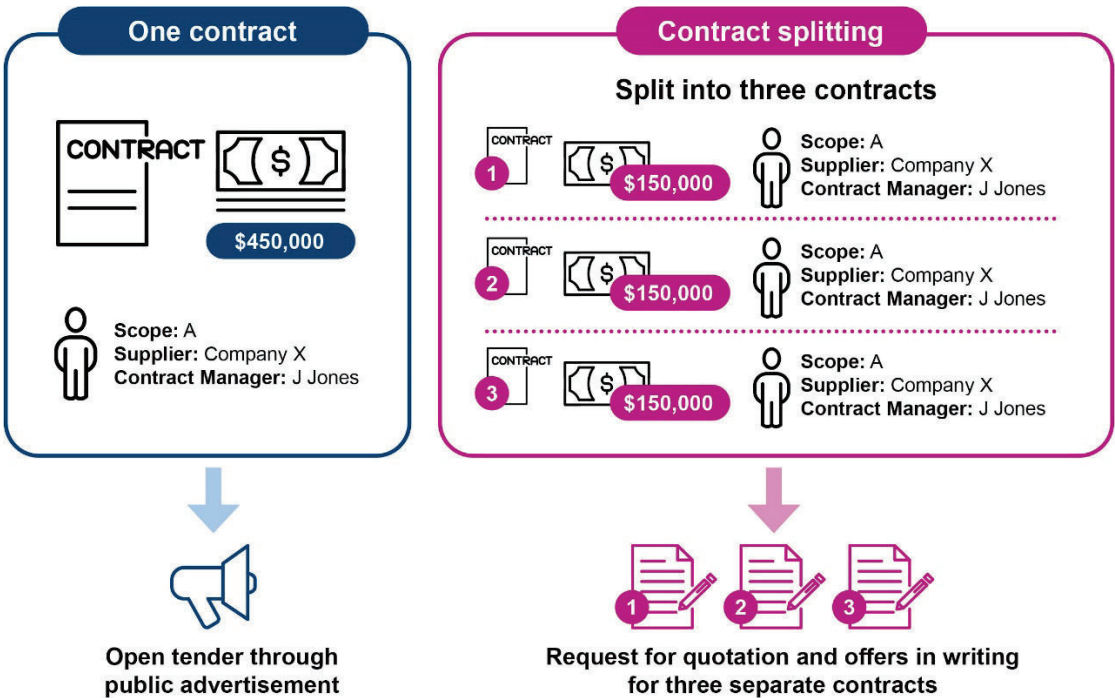 One contract
CONTRACT
$450,000
Scope: A
Supplier: Company X
Contract Manager: J Jones
Open tender through
public advertisement
Contract splitting
Split into three contracts
CONTRACT
1
$
$150,000
Scope: A
Supplier: Company X
Contract Manager: J Jones
CONTRACT
2
$
$150,000
Scope: A
Supplier: Company X
Contract Manager: J Jones
CONTRACT
3
$
$150,000
Scope: A
Supplier: Company X
Contract Manager: J Jones
1 2 3
Request for quotation and offers in writing
for three separate contracts